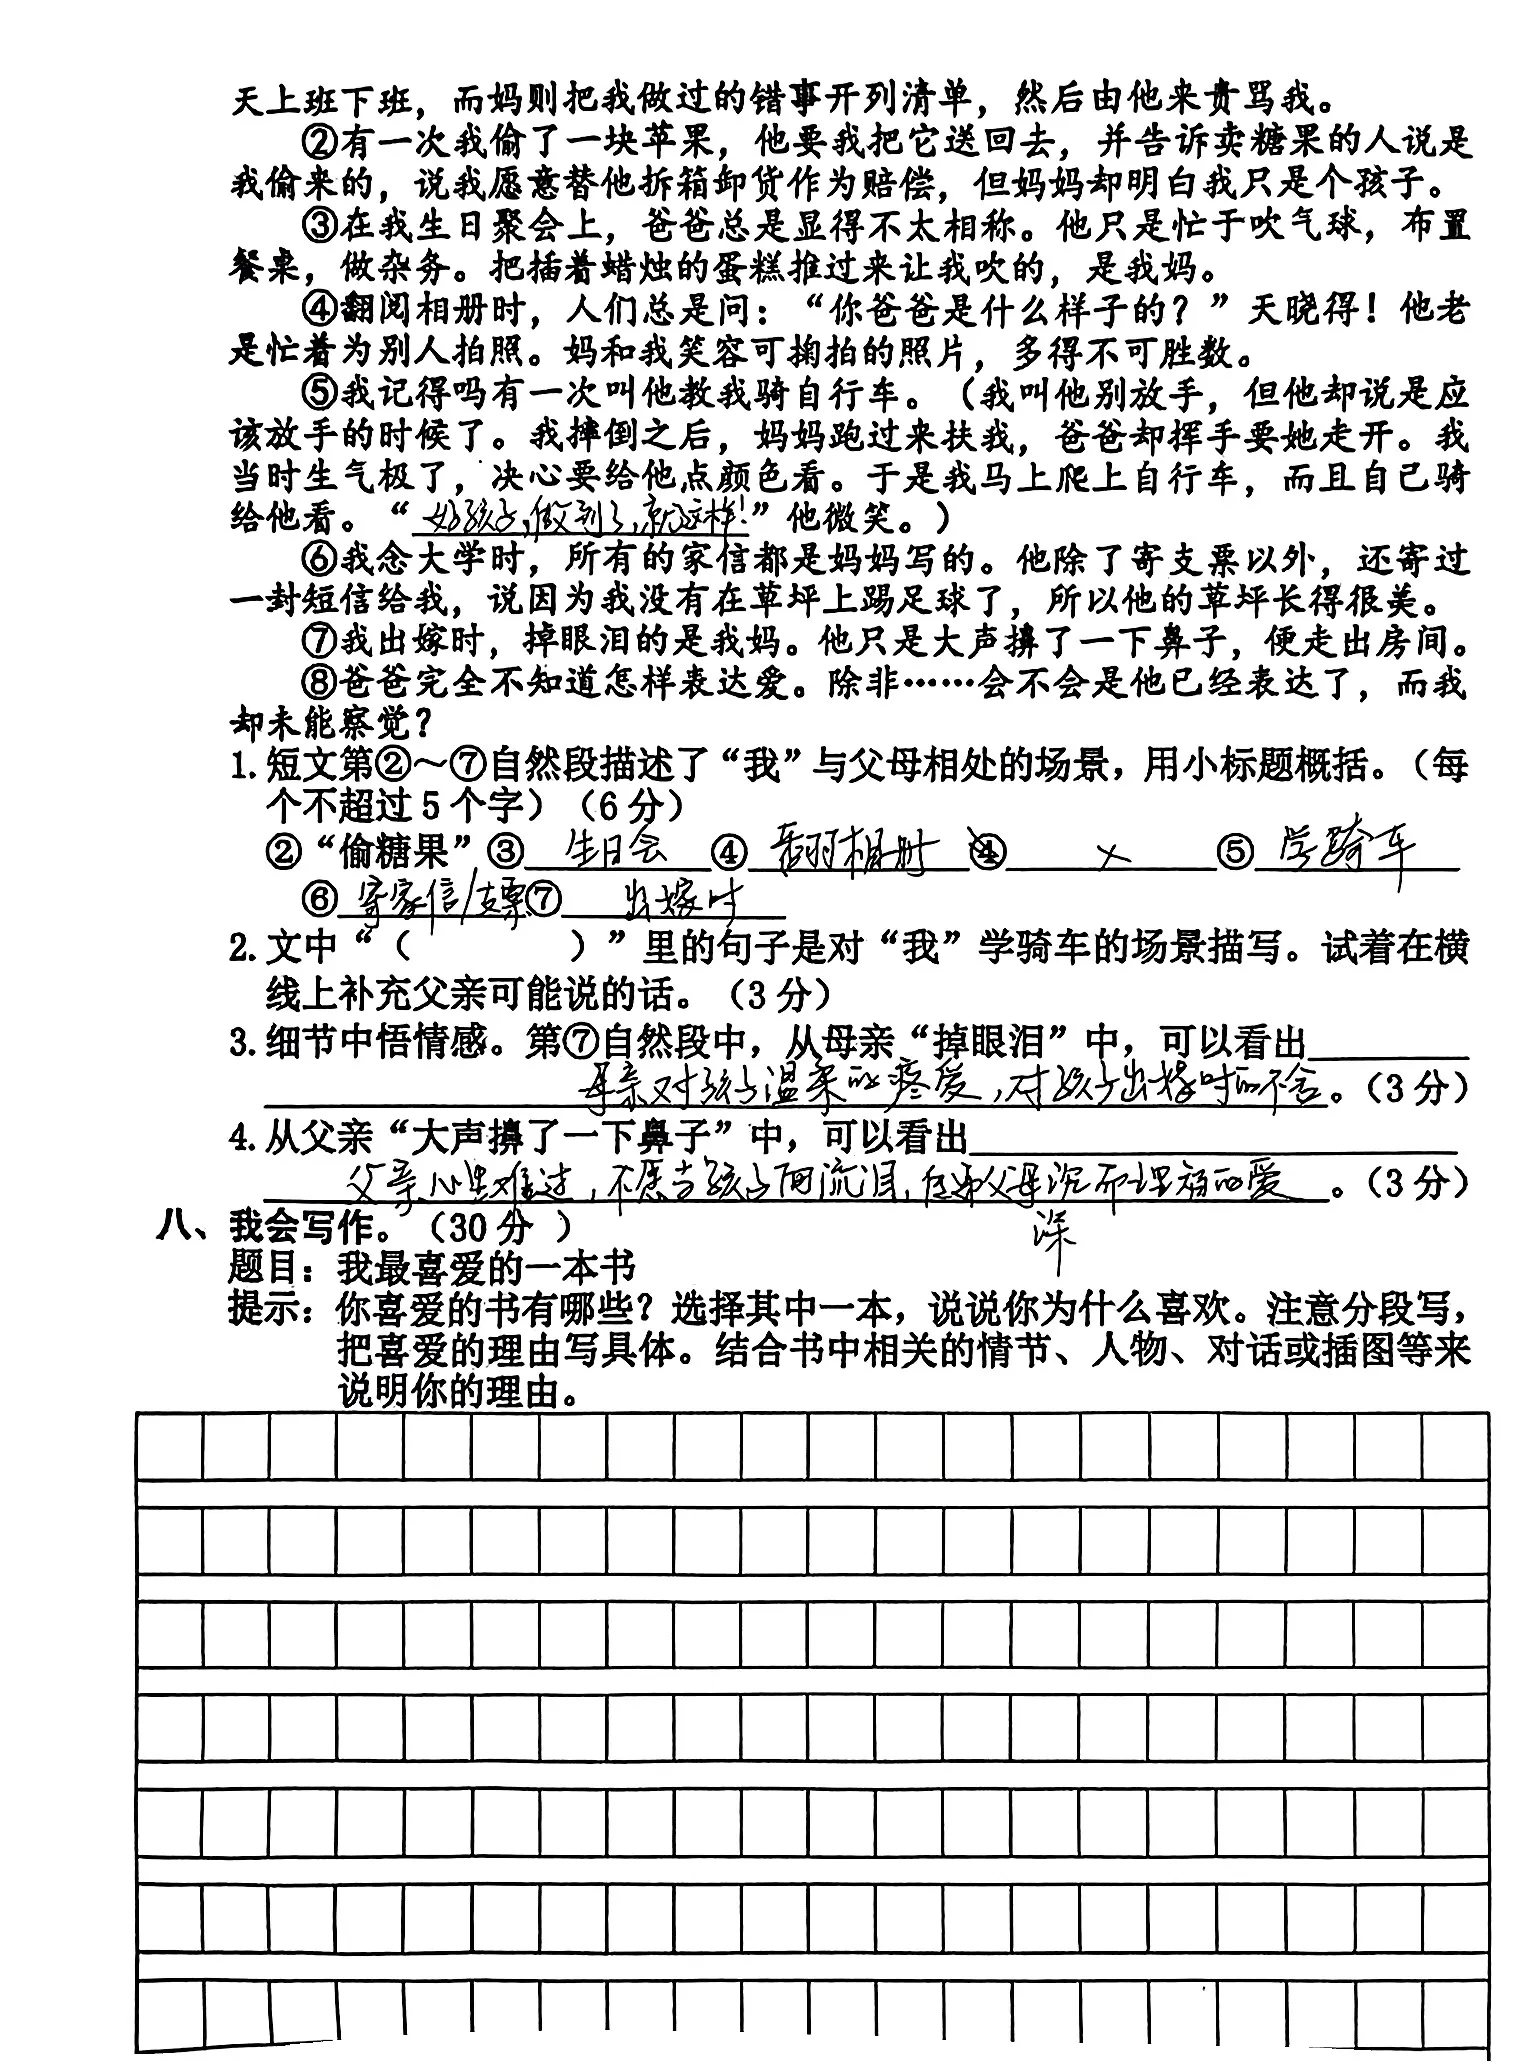 天上班下班，而妈则把我做过的错事开列清单，然后由他来责骂我。
②有一次我偷了一块苹果，他要我把它送回去，并告诉卖糖果的人说是
我偷来的，说我愿意替他拆箱卸货作为赔偿，但妈妈却明白我只是个孩子。
③在我生日聚会上，爸爸总是显得不太相称。他只是忙于吹气球，布置
餐桌，做杂务。把插着蜡烛的蛋糕推过来让我吹的，是我妈。
④翻阅相册时，人们总是问：“你爸爸是什么样子的？”天晓得！他老
是忙着为别人拍照。妈和我笑容可掬拍的照片，多得不可胜数。
⑤我记得吗有一次叫他教我骑自行车。（我叫他别放手，但他却说是应
该放手的时候了。我摔倒之后，妈妈跑过来扶我，爸爸却挥手要她走开。我
当时生气极了，决心要给他点颜色看。于是我马上爬上自行车，而且自己骑
给他看。“好孩子，做到了，就这样！”他微笑。）
⑥我念大学时，所有的家信都是妈妈写的。他除了寄支票以外，还寄过
一封短信给我，说因为我没有在草坪上踢足球了，所以他的草坪长得很美。
⑦我出嫁时，掉眼泪的是我妈。他只是大声擤了一下鼻子，便走出房间。
⑧爸爸完全不知道怎样表达爱。除非……会不会是他已经表达了，而我
却未能察觉？
1. 短文第②～⑦自然段描述了“我”与父母相处的场景，用小标题概括。（每
个不超过5个字）（6分）
②“偷糖果”③生日会④翻相册④×⑤学骑车
⑥寄家信/支票⑦出嫁时
2. 文中“（ ）”里的句子是对“我”学骑车的场景描写。试着在横
线上补充父亲可能说的话。（3分）
3. 细节中悟情感。第⑦自然段中，从母亲“掉眼泪”中，可以看出
母亲对孩子温柔的疼爱，对孩子出嫁时的不舍。（3分）
4. 从父亲“大声擤了一下鼻子”中，可以看出
父亲心里难过，不愿当孩子面流泪，父母沉的爱。（3分）
深
八、我会写作。（30分 ）
题目：我最喜爱的一本书
提示：你喜爱的书有哪些？选择其中一本，说说你为什么喜欢。注意分段写，
把喜爱的理由写具体。结合书中相关的情节、人物、对话或插图等来
说明你的理由。